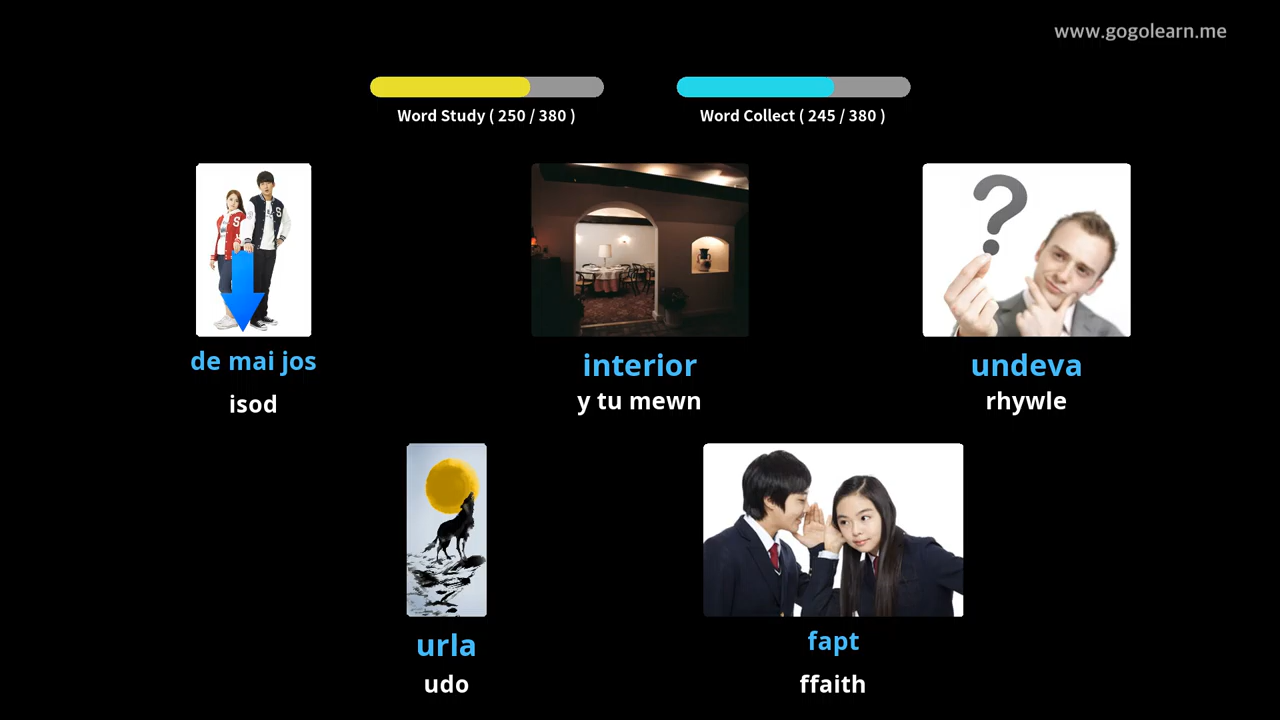 www.gogolearn.me
Word Study ( 250 / 380 )
Word Collect ( 245 / 380 )
de mai jos
isod
interior
y tu mewn
undeva
rhywle
urla
udo
fapt
ffaith